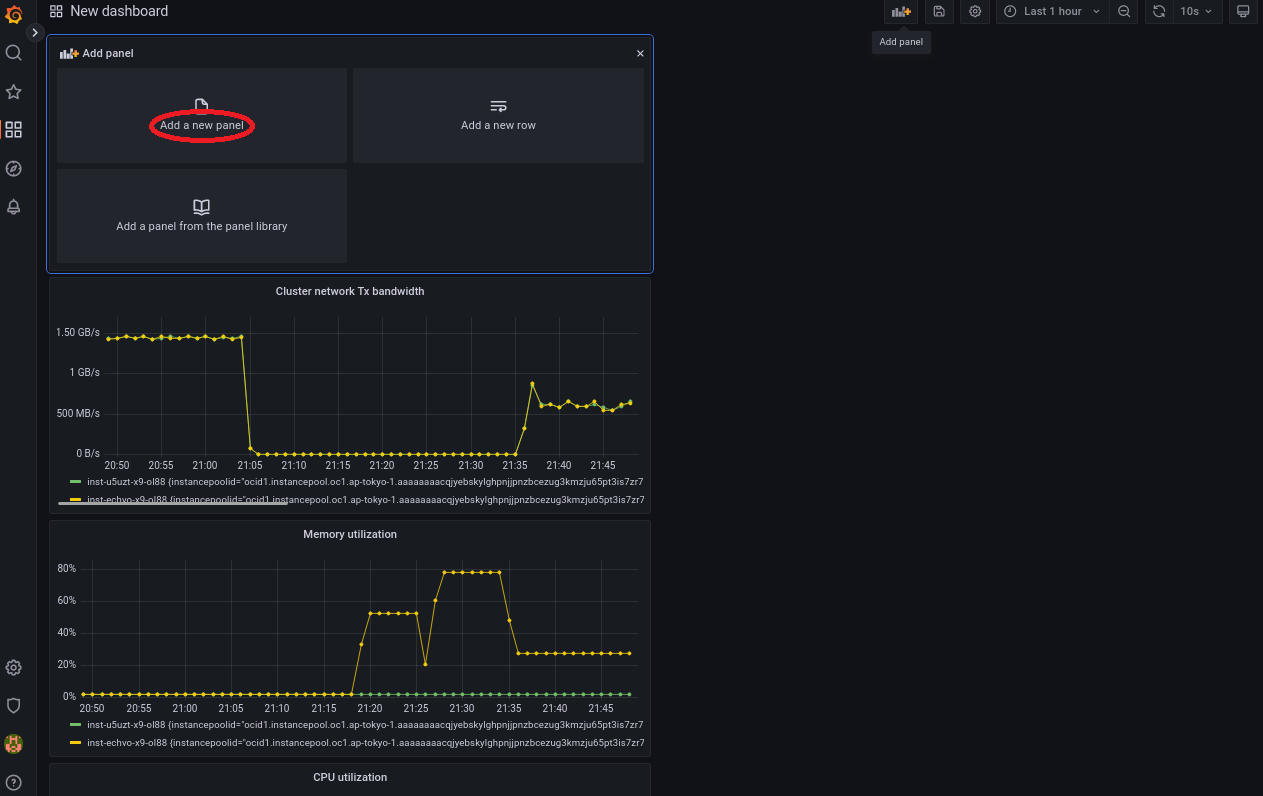 New dashboard
Last 1 hour
10s
Add panel
Add panel
Add a new panel
Add a new row
Add a panel from the panel library
Cluster network Tx bandwidth
1.50 GB/s
1 GB/s
500 MB/s
0 B/s
20:50 20:55 21:00 21:05 21:10 21:15 21:20 21:25 21:30 21:35 21:40 21:45
inst-u5uzt-x9-ol88 {instancepoolid="ocid1.instancepool.oc1.ap-tokyo-1.aaaaaaaacqjyebskylghpnjjpnzbcezug3kmzju65pt3is7zr7
inst-echvo-x9-ol88 {instancepoolid="ocid1.instancepool.oc1.ap-tokyo-1.aaaaaaaacqjyebskylghpnjjpnzbcezug3kmzju65pt3is7zr7
Memory utilization
80%
60%
40%
20%
0%
20:50 20:55 21:00 21:05 21:10 21:15 21:20 21:25 21:30 21:35 21:40 21:45
inst-u5uzt-x9-ol88 {instancepoolid="ocid1.instancepool.oc1.ap-tokyo-1.aaaaaaaacqjyebskylghpnjjpnzbcezug3kmzju65pt3is7zr7
inst-echvo-x9-ol88 {instancepoolid="ocid1.instancepool.oc1.ap-tokyo-1.aaaaaaaacqjyebskylghpnjjpnzbcezug3kmzju65pt3is7zr7
CPU utilization